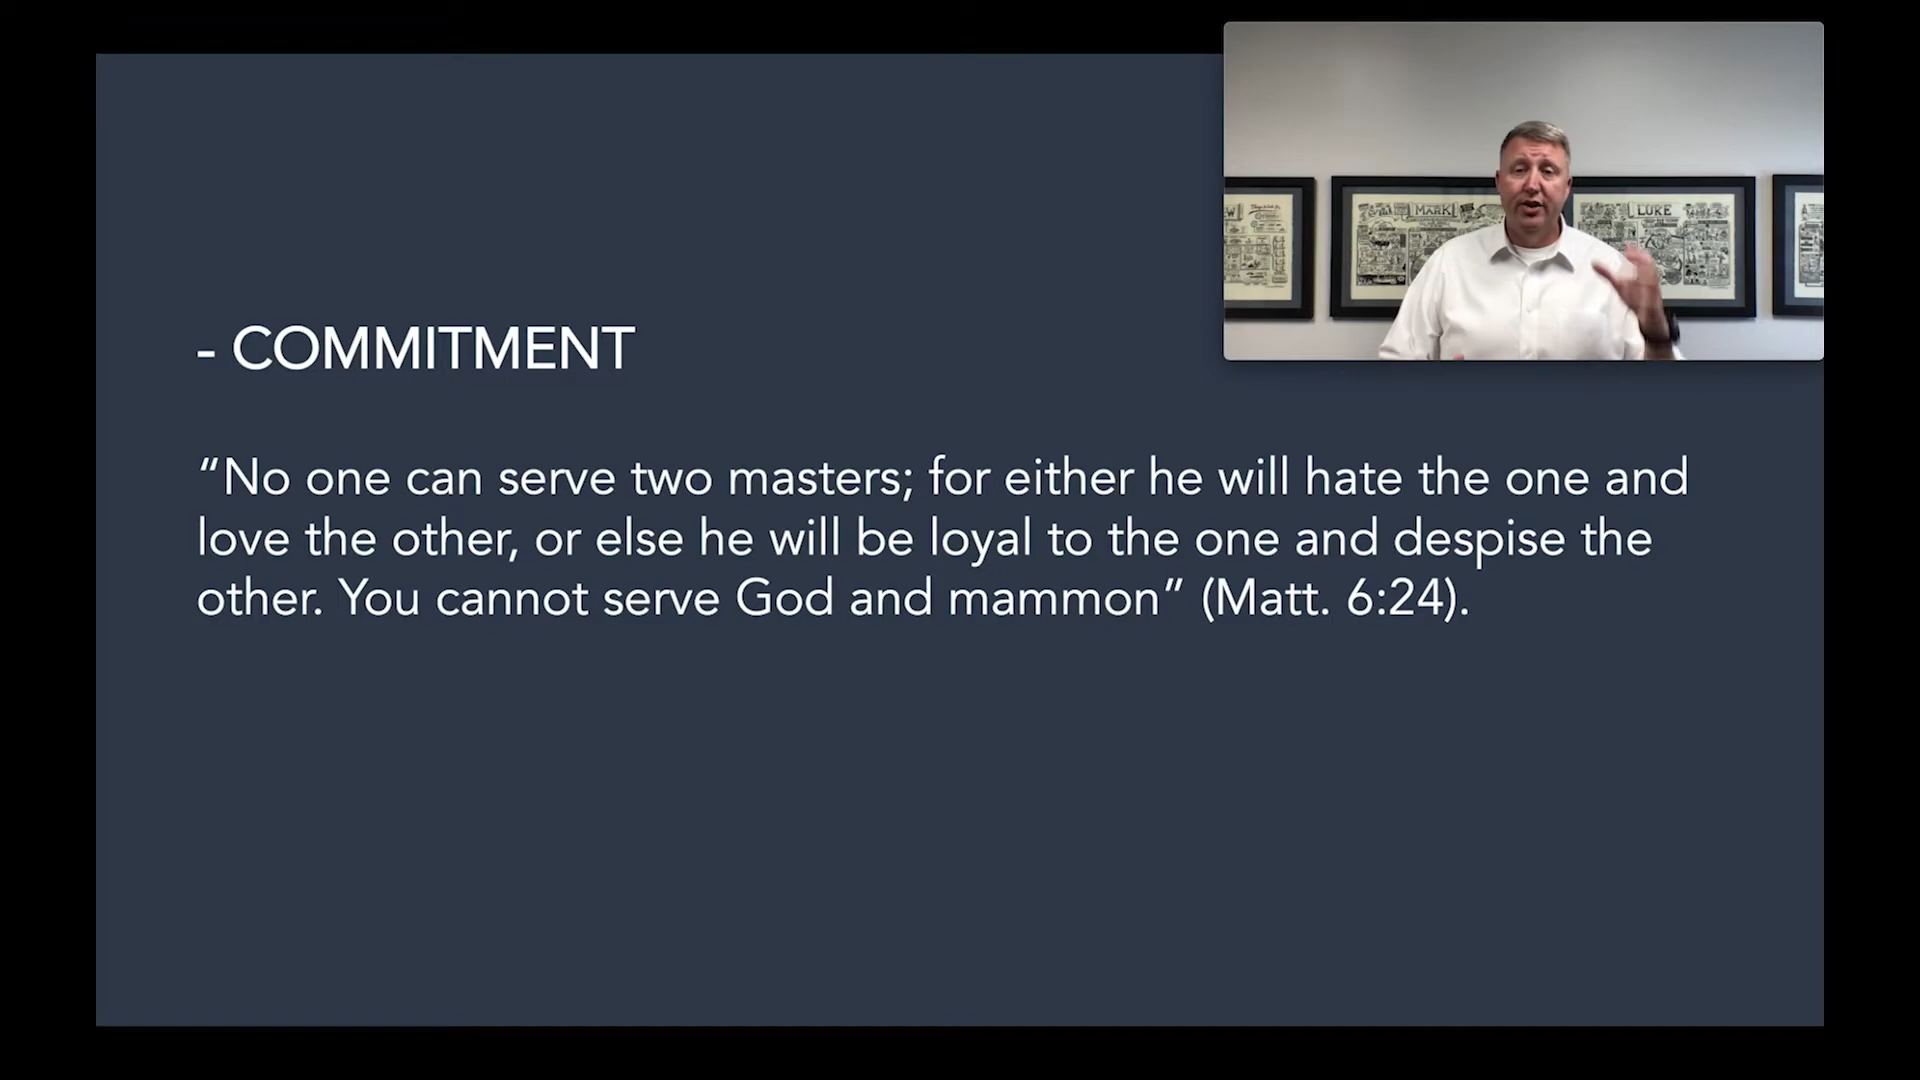 MARK
LUKE
- COMMITMENT
“No one can serve two masters; for either he will hate the one and
love the other, or else he will be loyal to the one and despise the
other. You cannot serve God and mammon” (Matt. 6:24).